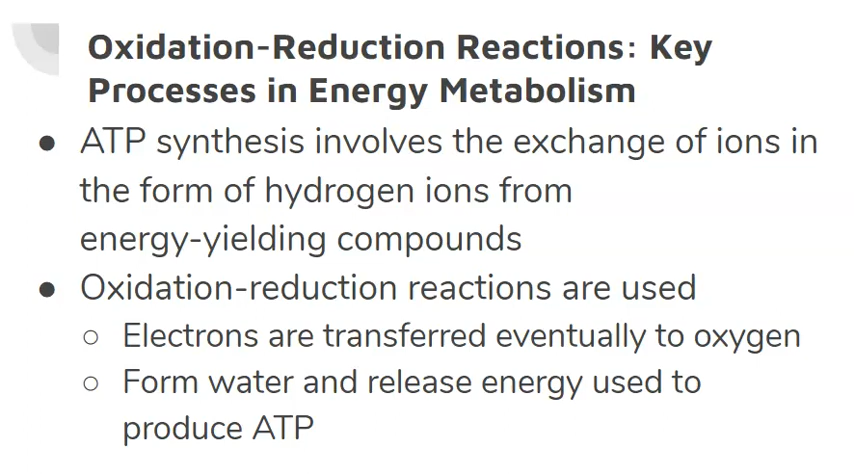 Oxidation-Reduction Reactions: Key
Processes in Energy Metabolism
● ATP synthesis involves the exchange of ions in
the form of hydrogen ions from
energy-yielding compounds
● Oxidation-reduction reactions are used
○ Electrons are transferred eventually to oxygen
○ Form water and release energy used to
produce ATP